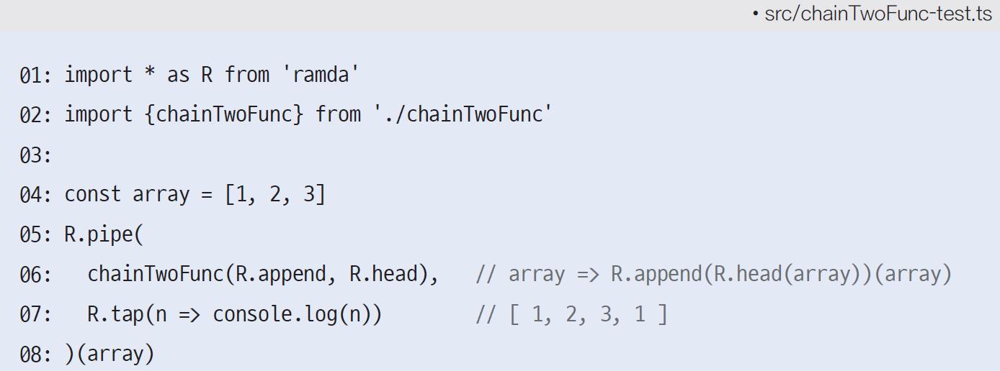 • src/chainTwoFunc-test.ts
01: import * as R from 'ramda'
02: import {chainTwoFunc} from './chainTwoFunc'
03:
04: const array = [1, 2, 3]
05: R.pipe(
06:   chainTwoFunc(R.append, R.head),   // array => R.append(R.head(array))(array)
07:   R.tap(n => console.log(n))        // [ 1, 2, 3, 1 ]
08: )(array)